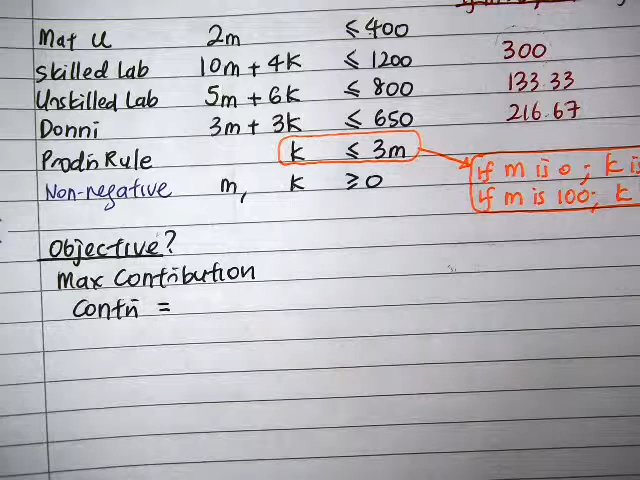 Mat U 2m ≤ 400
Skilled Lab 10m + 4k ≤ 1200 300
Unskilled Lab 5m + 6k ≤ 800 133.33
Donni 3m + 3k ≤ 650 216.67
Prodn Rule k ≤ 3m
if m is 0; k is
Non-negative m, k ≥ 0
if m is 100; k
Objective?
Max Contribution
Contn =